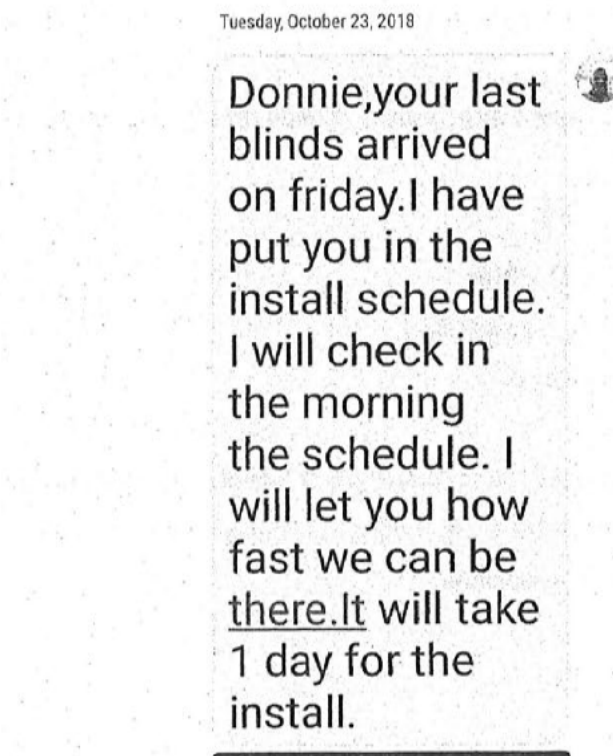 Tuesday, October 23, 2018
Donnie,your last
blinds arrived
on friday.I have
put you in the
install schedule.
I will check in
the morning
the schedule. I
will let you how
fast we can be
there.It will take
1 day for the
install.